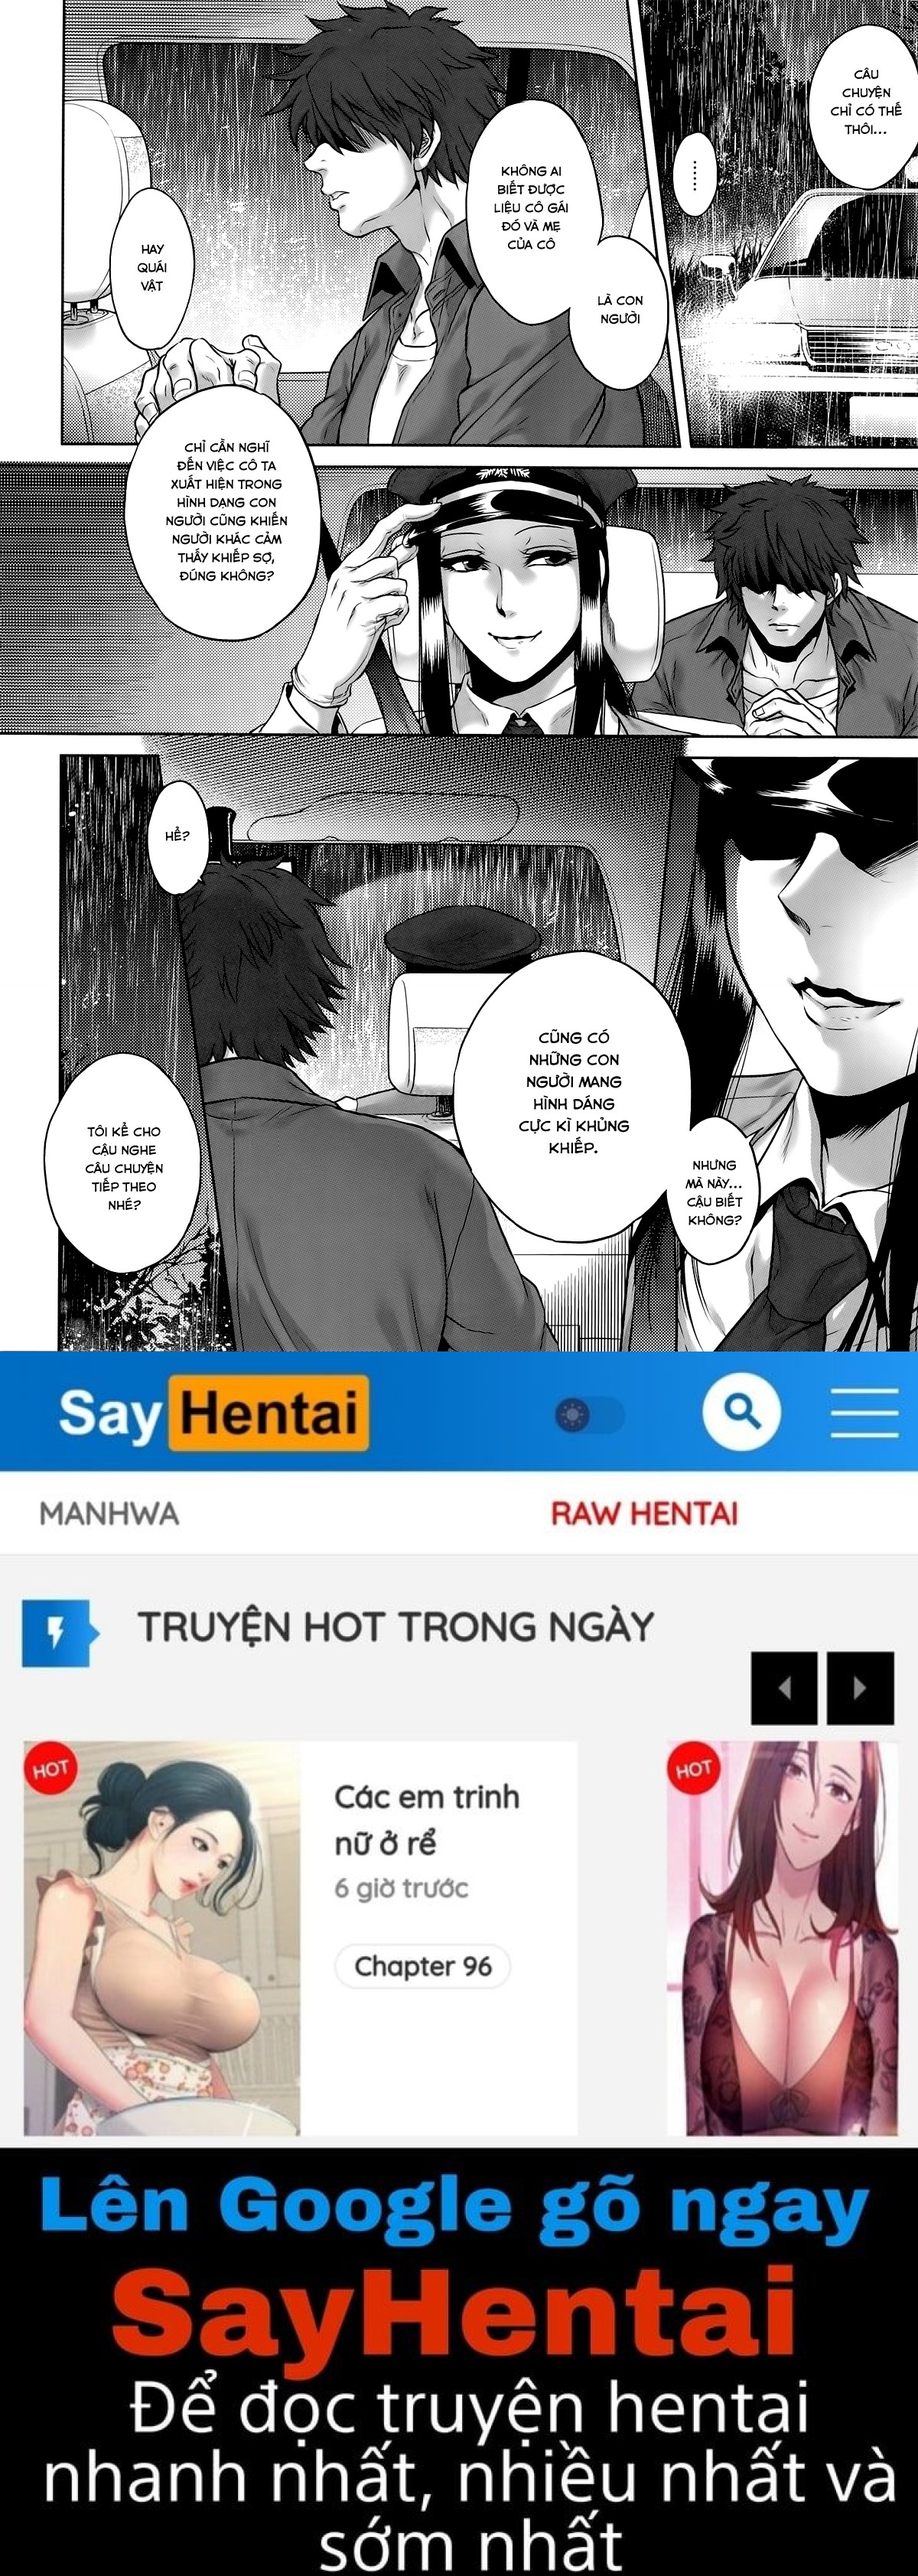 CÂU
CHUYỆN
CHỈ CÓ THẾ
THÔI...
.......
KHÔNG AI
BIẾT ĐƯỢC
LIỆU CÔ GÁI
ĐÓ VÀ MẸ
CỦA CÔ
LÀ CON
NGƯỜI
HAY
QUÁI
VẬT
CHỈ CẦN NGHĨ
ĐẾN VIỆC CÔ TA
XUẤT HIỆN TRONG
HÌNH DẠNG CON
NGƯỜI CŨNG KHIẾN
NGƯỜI KHÁC CẢM
THẤY KHIẾP SỢ,
ĐÚNG KHÔNG?
NHƯNG
MÀ NÀY...
CẬU BIẾT
KHÔNG?
CŨNG CÓ
NHỮNG CON
NGƯỜI MANG
HÌNH DÁNG
CỰC KÌ KHỦNG
KHIẾP.
HỂ?
TÔI KỂ CHO
CẬU NGHE
CÂU CHUYỆN
TIẾP THEO
NHÉ?
Say Hentai
MANHWA
RAW HENTAI
TRUYỆN HOT TRONG NGÀY
HOT
Các em trinh
nữ ở rể
6 giờ trước
Chapter 96
HOT
Lên Google gõ ngay
SayHentai
Để đọc truyện hentai
nhanh nhất, nhiều nhất và
sớm nhất